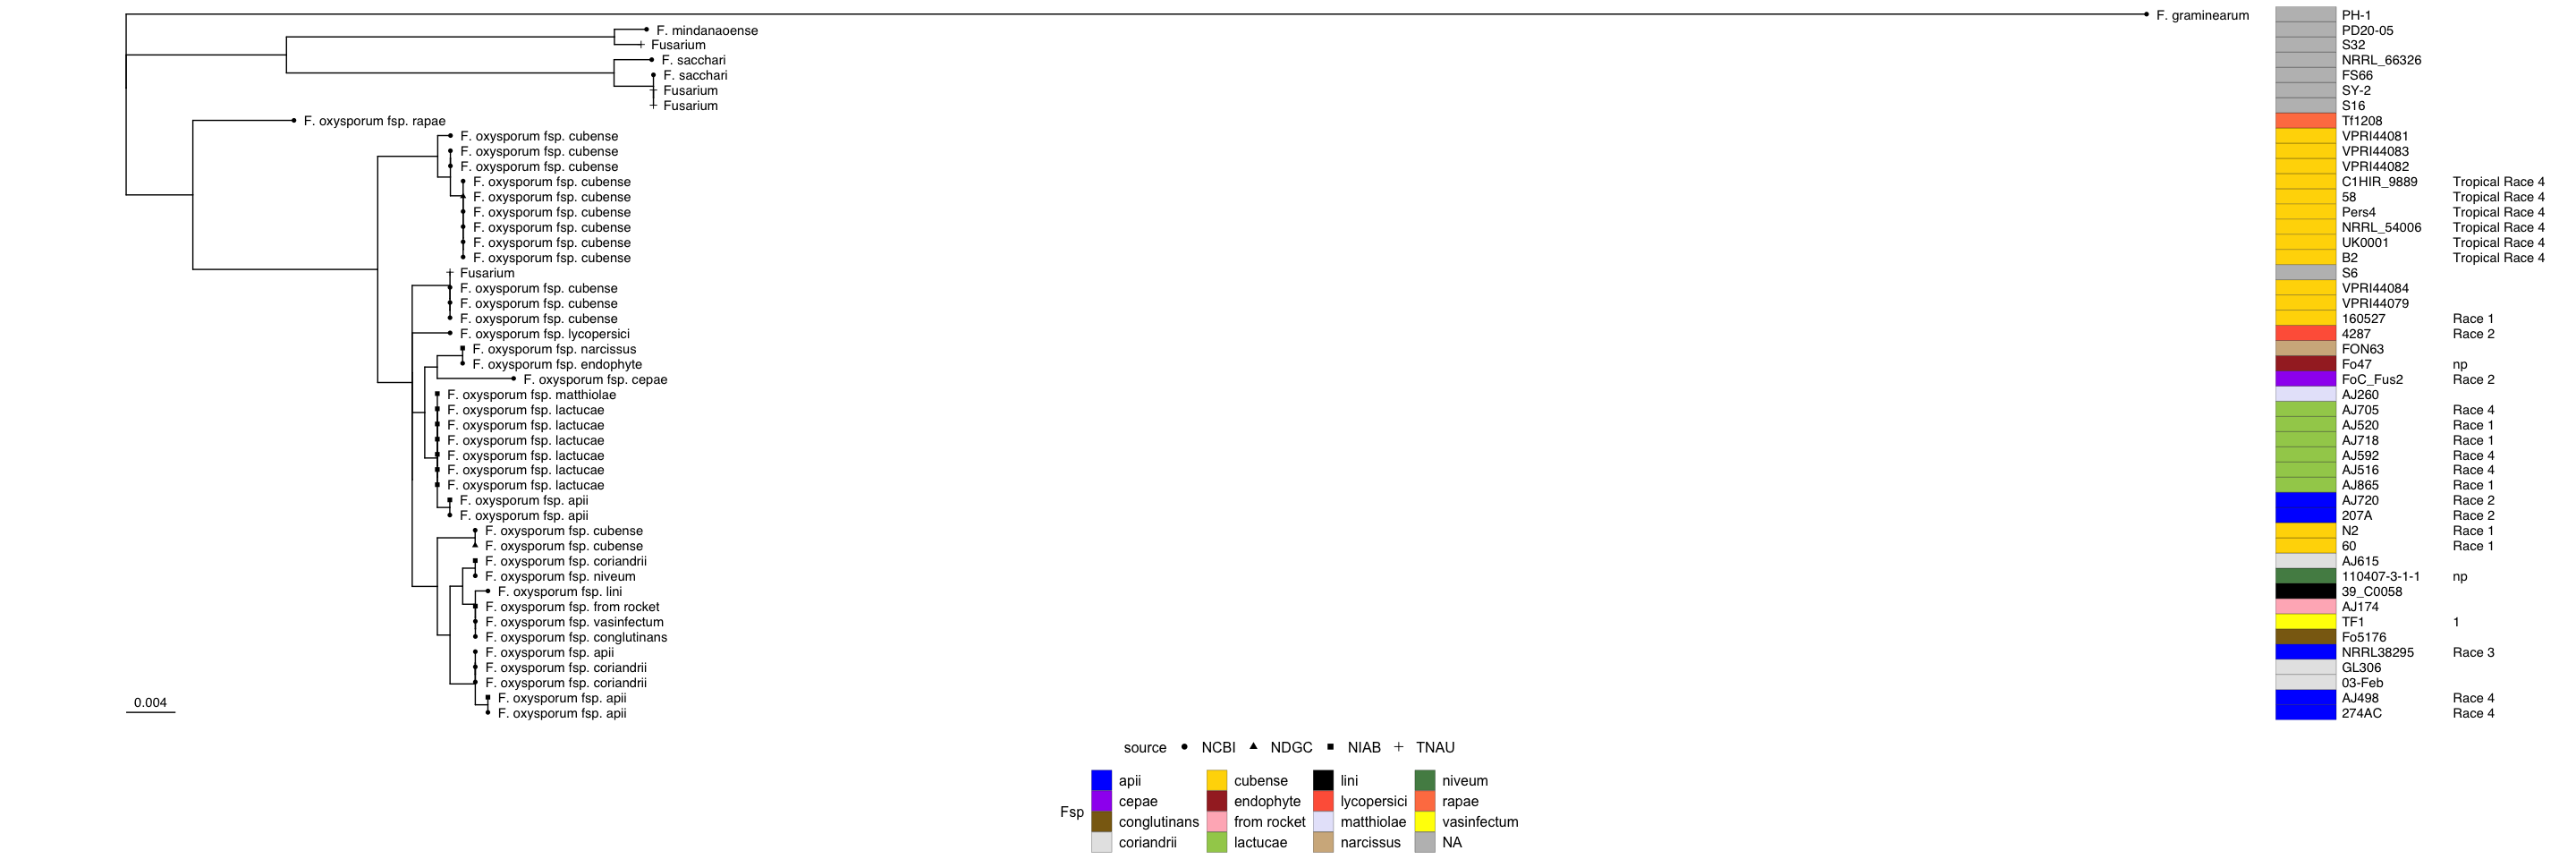 F. graminearum PH-1
F. mindanaoense PD20-05
Fusarium S32
F. sacchari NRRL_66326
F. sacchari FS66
Fusarium SY-2
Fusarium S16
F. oxysporum fsp. rapae Tf1208
F. oxysporum fsp. cubense VPRI44081
F. oxysporum fsp. cubense VPRI44083
F. oxysporum fsp. cubense VPRI44082
F. oxysporum fsp. cubense C1HIR_9889 Tropical Race 4
F. oxysporum fsp. cubense 58 Tropical Race 4
F. oxysporum fsp. cubense Pers4 Tropical Race 4
F. oxysporum fsp. cubense NRRL_54006 Tropical Race 4
F. oxysporum fsp. cubense UK0001 Tropical Race 4
F. oxysporum fsp. cubense B2 Tropical Race 4
Fusarium S6
F. oxysporum fsp. cubense VPRI44084
F. oxysporum fsp. cubense VPRI44079
F. oxysporum fsp. cubense 160527 Race 1
F. oxysporum fsp. lycopersici 4287 Race 2
F. oxysporum fsp. narcissus FON63
F. oxysporum fsp. endophyte Fo47 np
F. oxysporum fsp. cepae FoC_Fus2 Race 2
F. oxysporum fsp. matthiolae AJ260
F. oxysporum fsp. lactucae AJ705 Race 4
F. oxysporum fsp. lactucae AJ520 Race 1
F. oxysporum fsp. lactucae AJ718 Race 1
F. oxysporum fsp. lactucae AJ592 Race 4
F. oxysporum fsp. lactucae AJ516 Race 4
F. oxysporum fsp. lactucae AJ865 Race 1
F. oxysporum fsp. apii AJ720 Race 2
F. oxysporum fsp. apii 207A Race 2
F. oxysporum fsp. cubense N2 Race 1
F. oxysporum fsp. cubense 60 Race 1
F. oxysporum fsp. coriandrii AJ615
F. oxysporum fsp. niveum 110407-3-1-1 np
F. oxysporum fsp. lini 39_C0058
F. oxysporum fsp. from rocket AJ174
F. oxysporum fsp. vasinfectum TF1 1
F. oxysporum fsp. conglutinans Fo5176
F. oxysporum fsp. apii NRRL38295 Race 3
F. oxysporum fsp. coriandrii GL306
F. oxysporum fsp. coriandrii 03-Feb
F. oxysporum fsp. apii AJ498 Race 4
F. oxysporum fsp. apii 274AC Race 4
0.004
source NCBI NDGC NIAB TNAU
Fsp
apii cubense lini niveum
cepae endophyte lycopersici rapae
conglutinans from rocket matthiolae vasinfectum
coriandrii lactucae narcissus NA